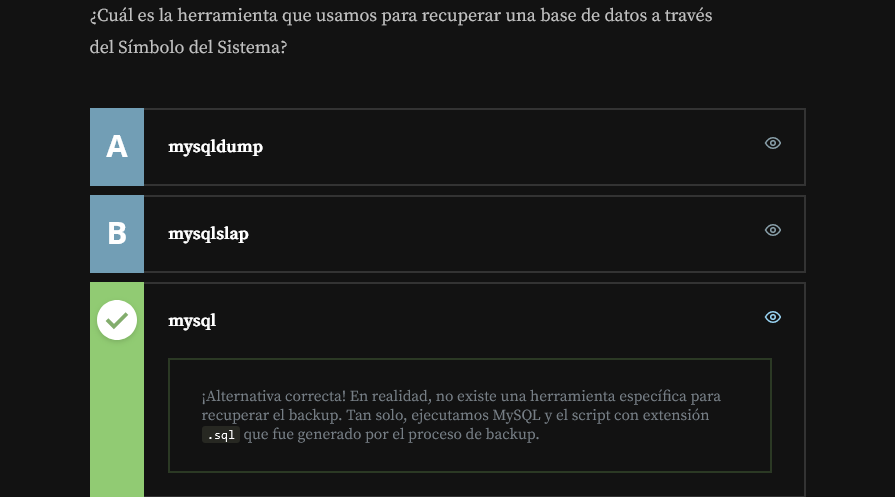 ¿Cuál es la herramienta que usamos para recuperar una base de datos a través
del Símbolo del Sistema?
A
mysqldump
B
mysqlslap
mysql
¡Alternativa correcta! En realidad, no existe una herramienta específica para
recuperar el backup. Tan solo, ejecutamos MySQL y el script con extensión
.sql que fue generado por el proceso de backup.